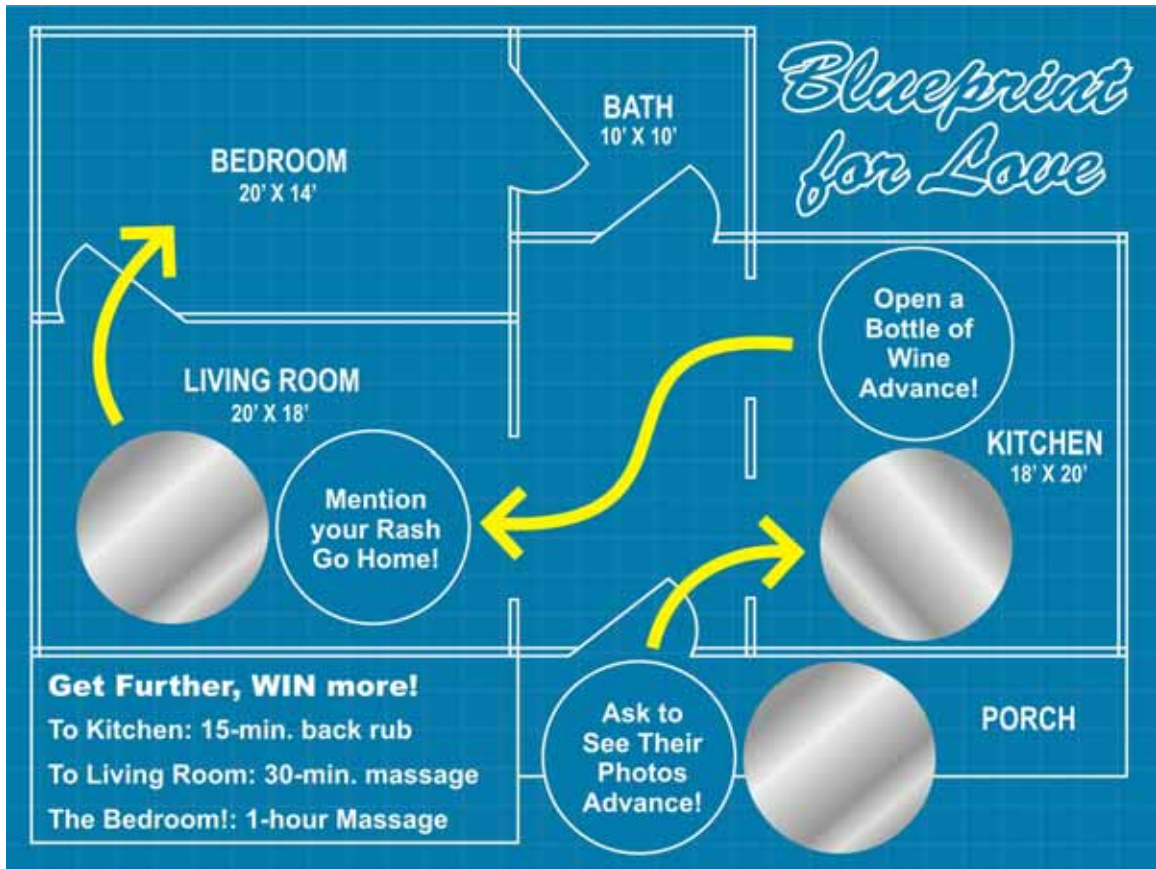 Blueprint
for Love
BATH
10' X 10'
BEDROOM
20' X 14'
Open a
Bottle of
Wine
Advance!
LIVING ROOM
20' X 18'
KITCHEN
18' X 20'
Mention
your Rash
Go Home!
Get Further, WIN more!
To Kitchen: 15-min. back rub
To Living Room: 30-min. massage
The Bedroom!: 1-hour Massage
Ask to
See Their
Photos
Advance!
PORCH